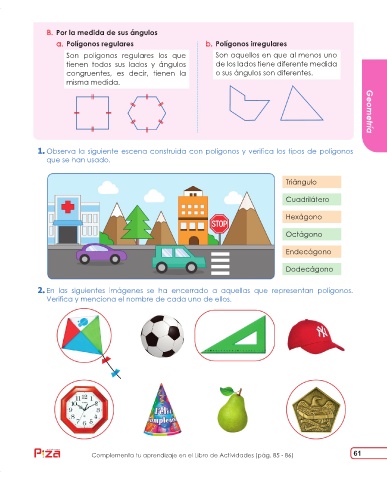 B. Por la medida de sus ángulos
a. Polígonos regulares
Son polígonos regulares los que
tienen todos sus lados y ángulos
congruentes, es decir, tienen la
misma medida.
b. Polígonos irregulares
Son aquellos en que al menos uno
de los lados tiene diferente medida
o sus ángulos son diferentes.
Geometría
1. Observa la siguiente escena construida con polígonos y verifica los tipos de polígonos
que se han usado.
STOP
Triángulo
Cuadrilátero
Hexágono
Octágono
Endecágono
Dodecágono
2. En las siguientes imágenes se ha encerrado a aquellas que representan polígonos.
Verifica y menciona el nombre de cada uno de ellos.
Feliz
Cumpleaños
Piza
Complementa tu aprendizaje en el Libro de Actividades (pág. 85 - 86)
61